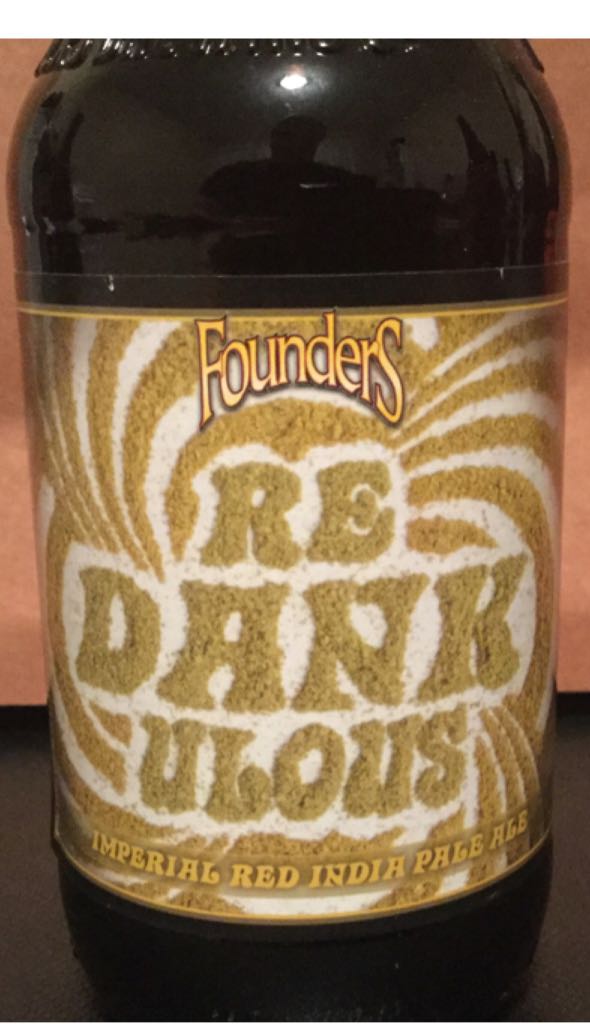 Founders
RE
DANK
ULOUS
IMPERIAL RED INDIA PALE ALE